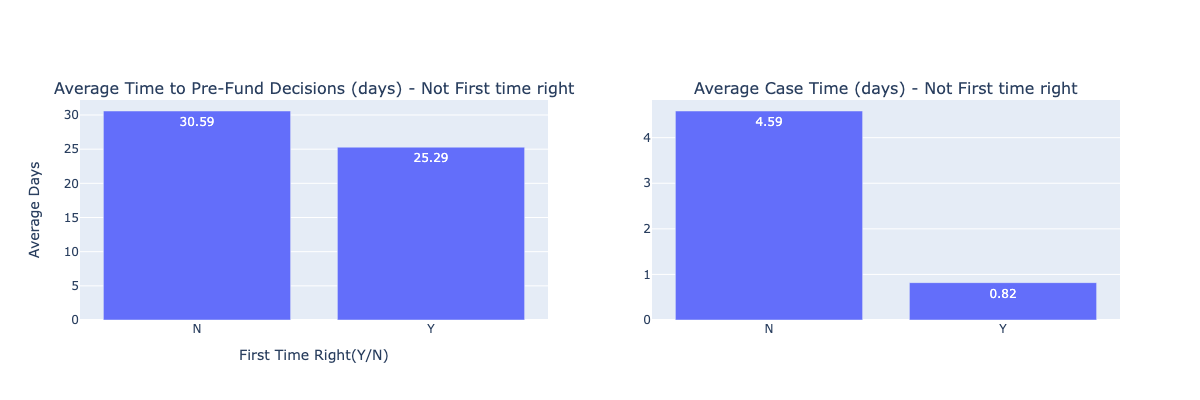 Average Time to Pre-Fund Decisions (days) - Not First time right
Average Days
30
25
20
15
10
5
0
30.59
25.29
N
Y
First Time Right(Y/N)
Average Case Time (days) - Not First time right
4
3
2
1
0
4.59
0.82
N
Y